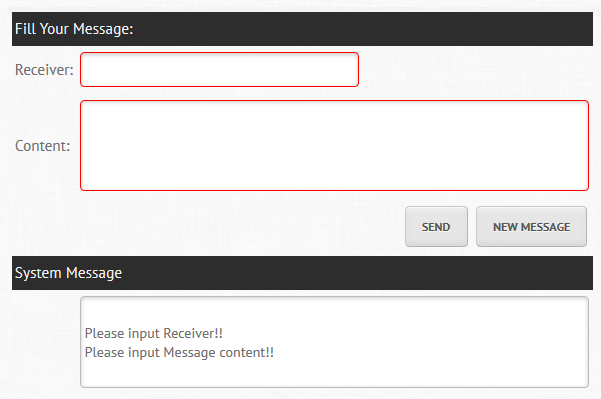 Fill Your Message:
Receiver:
Content:
SEND
NEW MESSAGE
System Message
Please input Receiver!!
Please input Message content!!